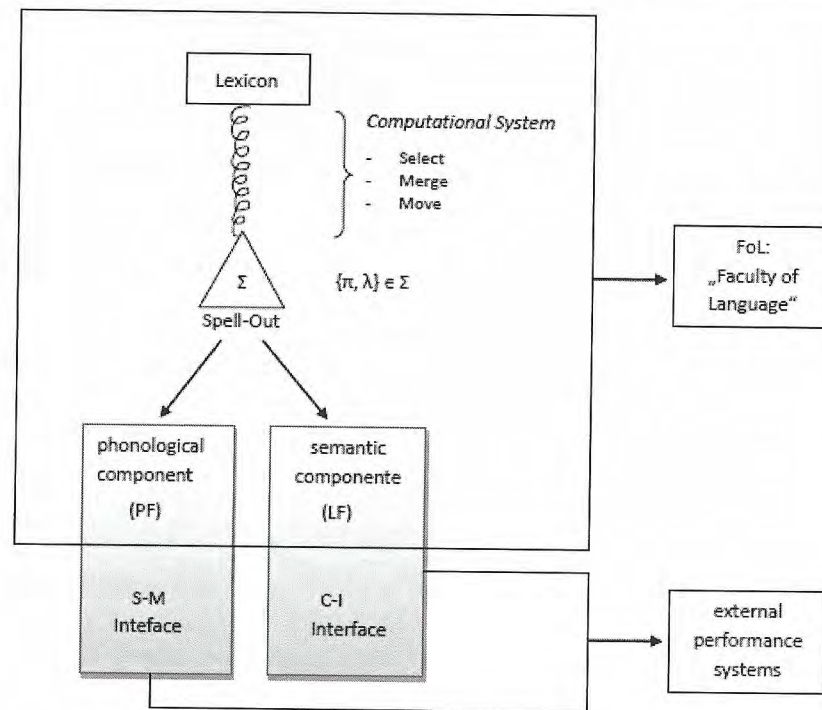 Lexicon
Computational System
- Select
- Merge
- Move
Σ
{π, λ} ∈ Σ
Spell-Out
FoL:
„Faculty of
Language“
phonological
component
(PF)
semantic
componente
(LF)
S-M
Inteface
C-I
Interface
external
performance
systems